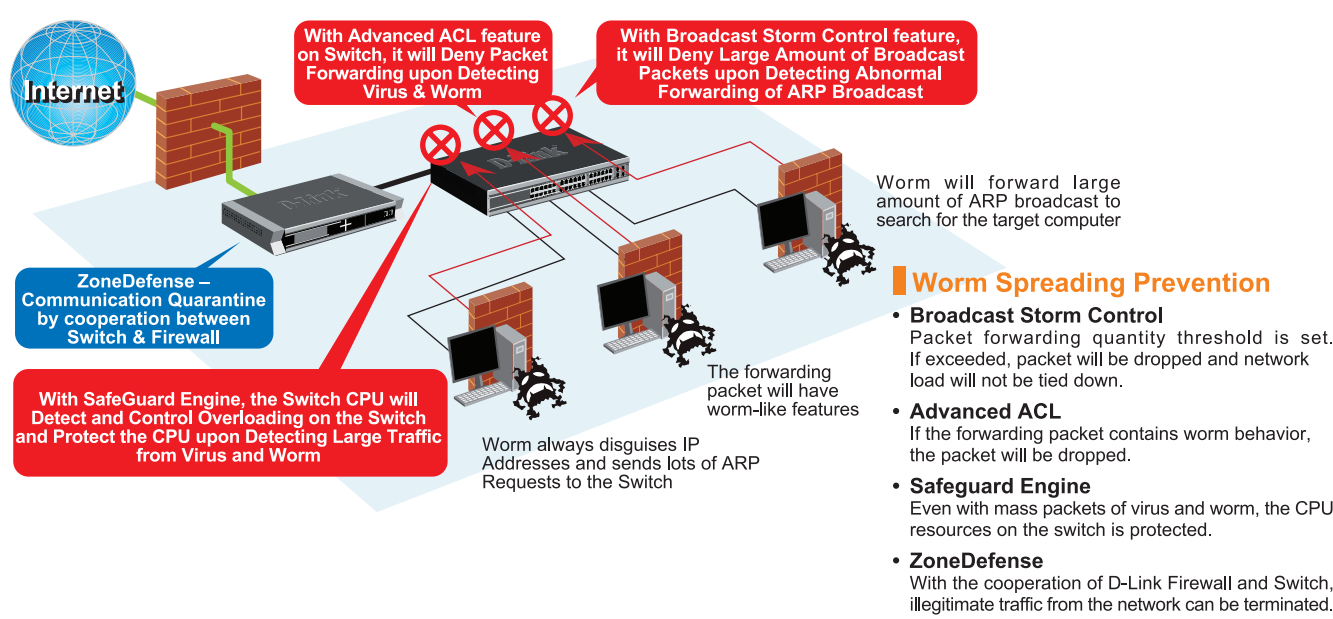 Internet
With Advanced ACL feature
on Switch, it will Deny Packet
Forwarding upon Detecting
Virus & Worm
With Broadcast Storm Control feature,
it will Deny Large Amount of Broadcast
Packets upon Detecting Abnormal
Forwarding of ARP Broadcast
D-Link
D-Link
ZoneDefense –
Communication Quarantine
by cooperation between
Switch & Firewall
With SafeGuard Engine, the Switch CPU will
Detect and Control Overloading on the Switch
and Protect the CPU upon Detecting Large Traffic
from Virus and Worm
Worm always disguises IP
Addresses and sends lots of ARP
Requests to the Switch
The forwarding
packet will have
worm-like features
Worm will forward large
amount of ARP broadcast to
search for the target computer
Worm Spreading Prevention
• Broadcast Storm Control
Packet forwarding quantity threshold is set.
If exceeded, packet will be dropped and network
load will not be tied down.
• Advanced ACL
If the forwarding packet contains worm behavior,
the packet will be dropped.
• Safeguard Engine
Even with mass packets of virus and worm, the CPU
resources on the switch is protected.
• ZoneDefense
With the cooperation of D-Link Firewall and Switch,
illegitimate traffic from the network can be terminated.